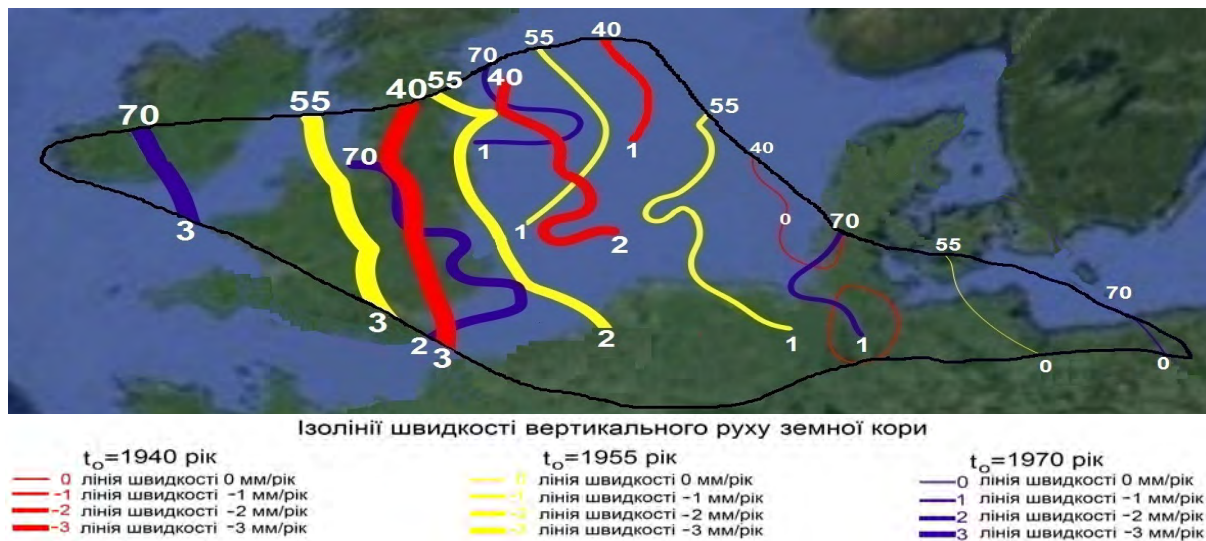 40
55
70
40 55
40
55
70
55
40
70
1
1
0
70
3
1
2
55
70
3
2
3
2
1
1
0
0
Ізолінії швидкості вертикального руху земної кори
to=1940 рік
0 лінія швидкості 0 мм/рік
-1 лінія швидкості -1 мм/рік
-2 лінія швидкості -2 мм/рік
-3 лінія швидкості -3 мм/рік
to=1955 рік
0 лінія швидкості 0 мм/рік
-1 лінія швидкості -1 мм/рік
-2 лінія швидкості -2 мм/рік
-3 лінія швидкості -3 мм/рік
to=1970 рік
0 лінія швидкості 0 мм/рік
1 лінія швидкості -1 мм/рік
2 лінія швидкості -2 мм/рік
3 лінія швидкості -3 мм/рік